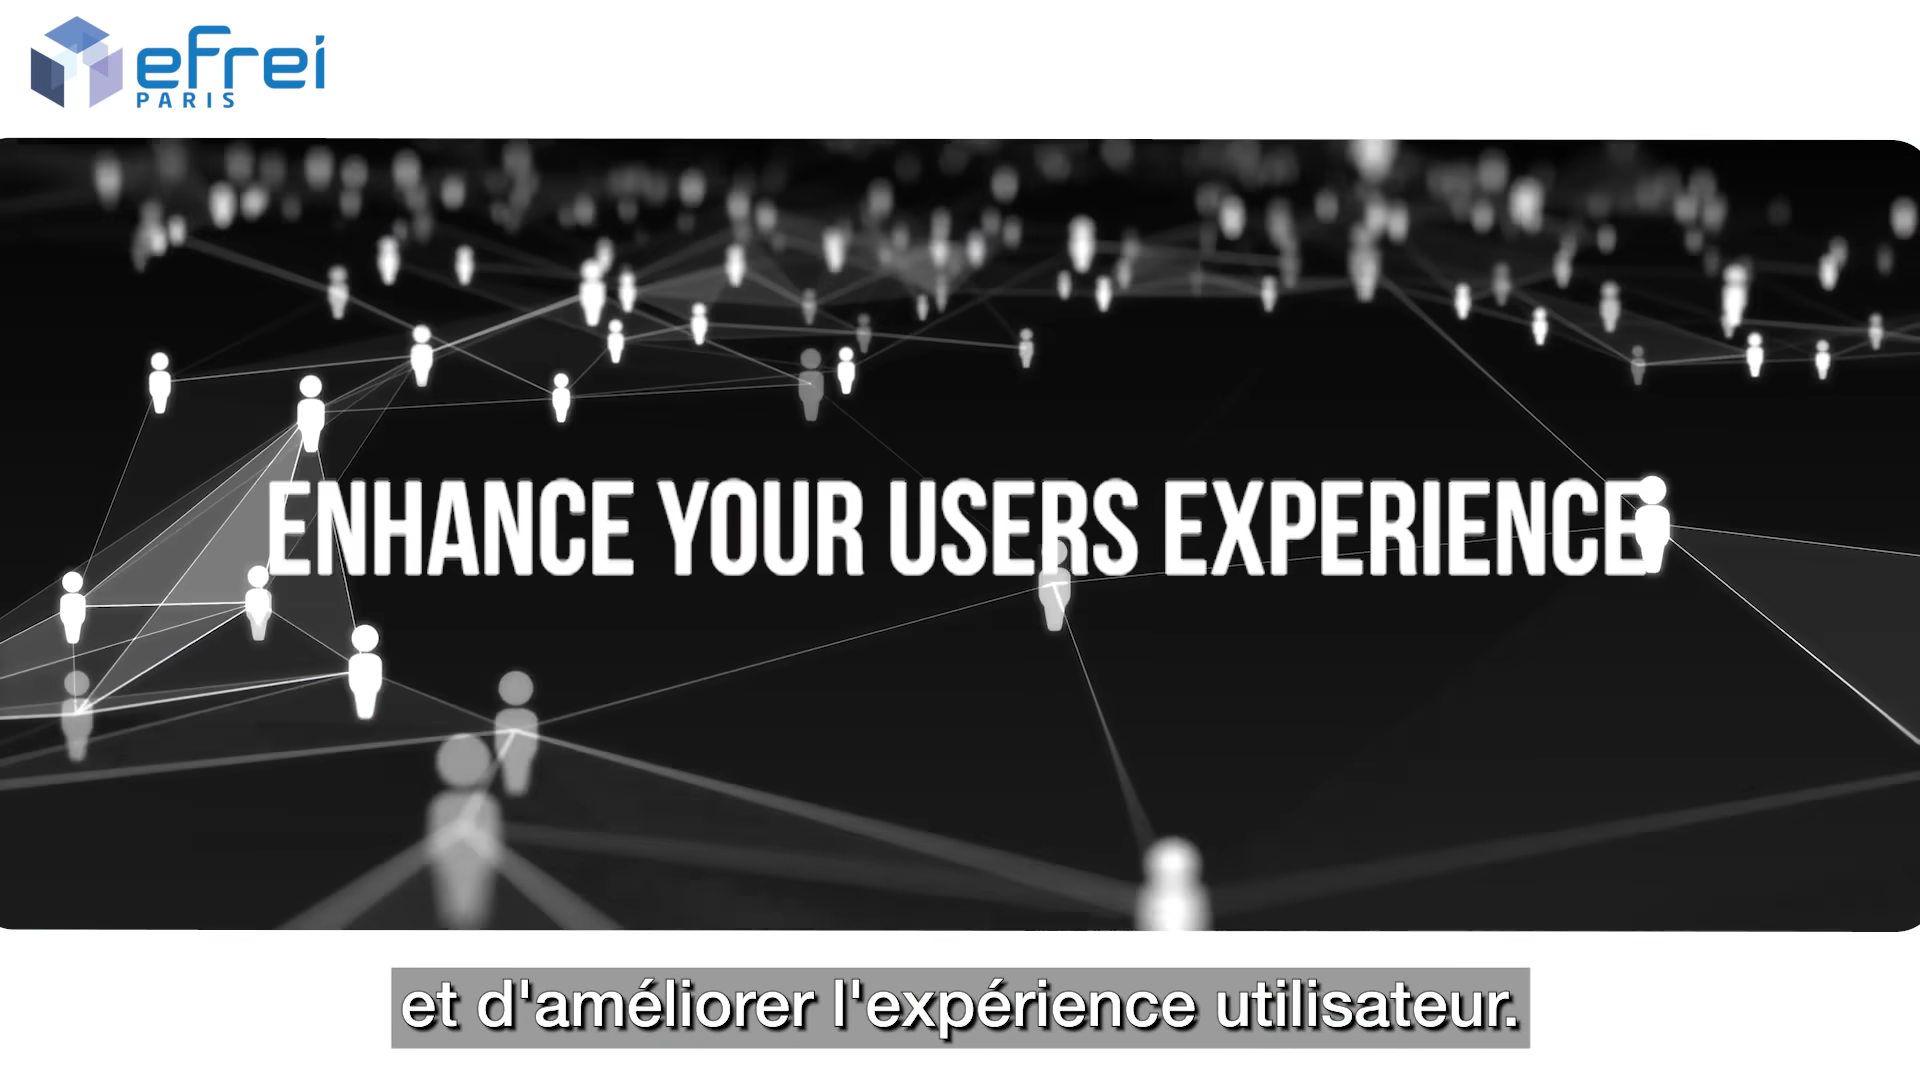 efrei
PARIS
ENHANCE YOUR USERS EXPERIENCE
et d'améliorer l'expérience utilisateur.